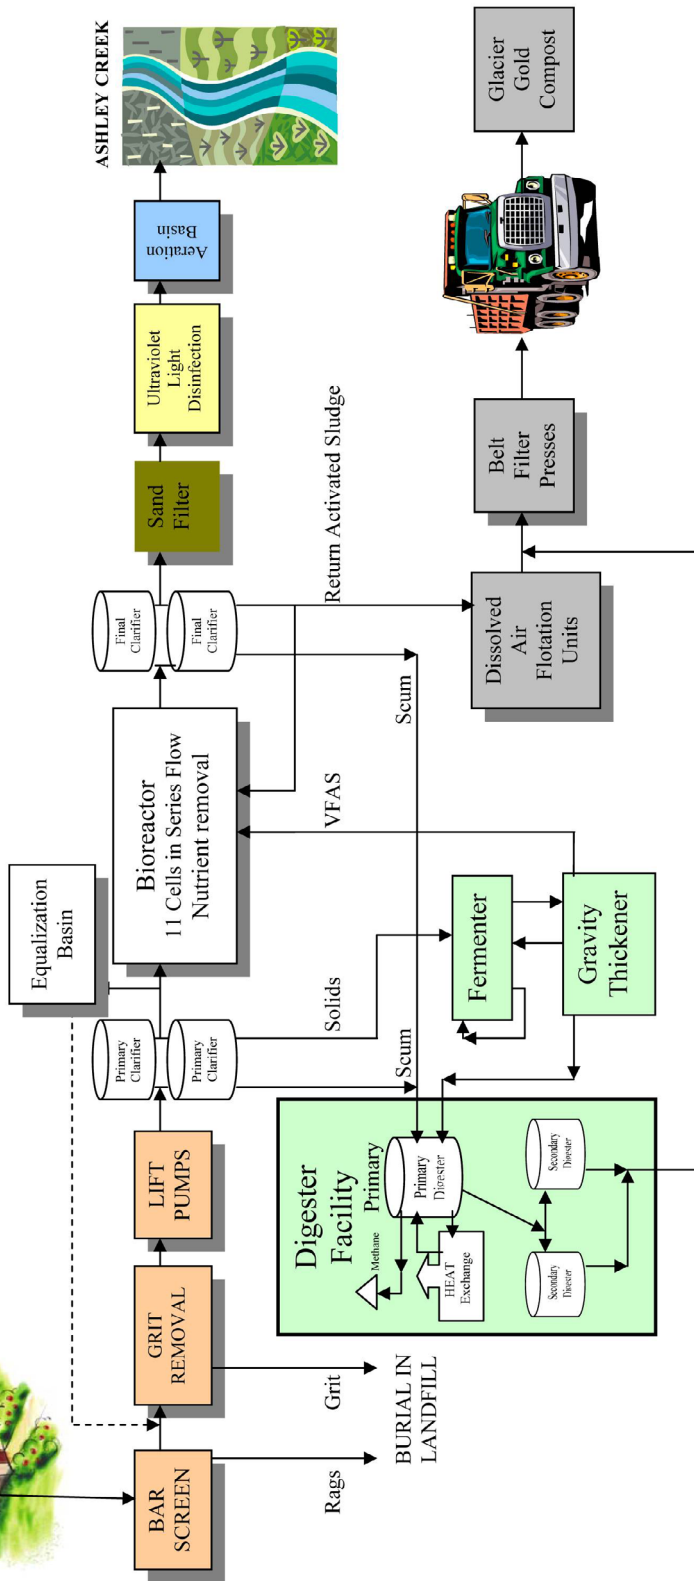 BAR
SCREEN
GRIT
REMOVAL
LIFT
PUMPS
Primary
Clarifier
Primary
Clarifier
Equalization
Basin
Bioreactor
11 Cells in Series Flow
Nutrient removal
Final
Clarifier
Final
Clarifier
Sand
Filter
Ultraviolet
Light
Disinfection
Aeration
Basin
ASHLEY CREEK
Rags
Grit
BURIAL IN
LANDFILL
Scum
Solids
VFAS
Scum
Return Activated Sludge
Digester
Facility
Primary
Methane
HEAT
Exchange
Primary
Digester
Secondary
Digester
Secondary
Digester
Fermenter
Gravity
Thickener
Dissolved
Air
Flotation
Units
Belt
Filter
Presses
Glacier
Gold
Compost